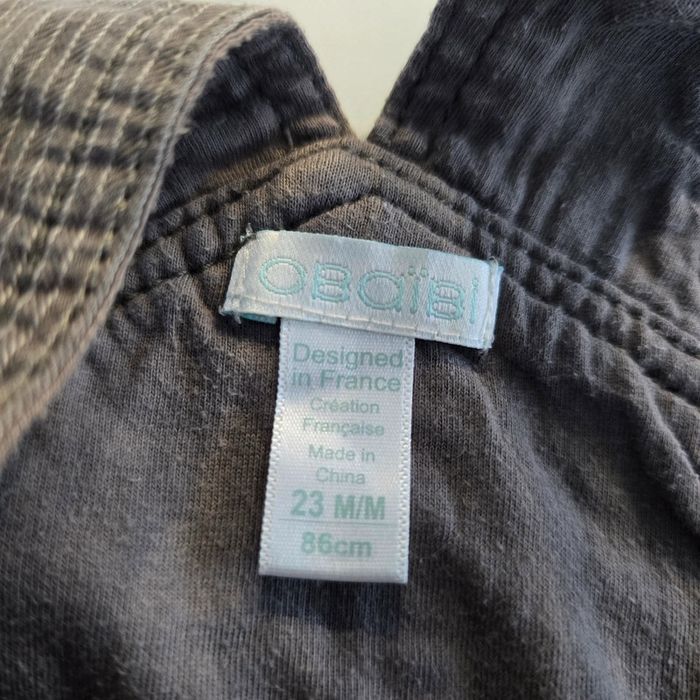 OBaïBi
Designed
in France
Création
Française
Made in
China
23 M/M
86cm